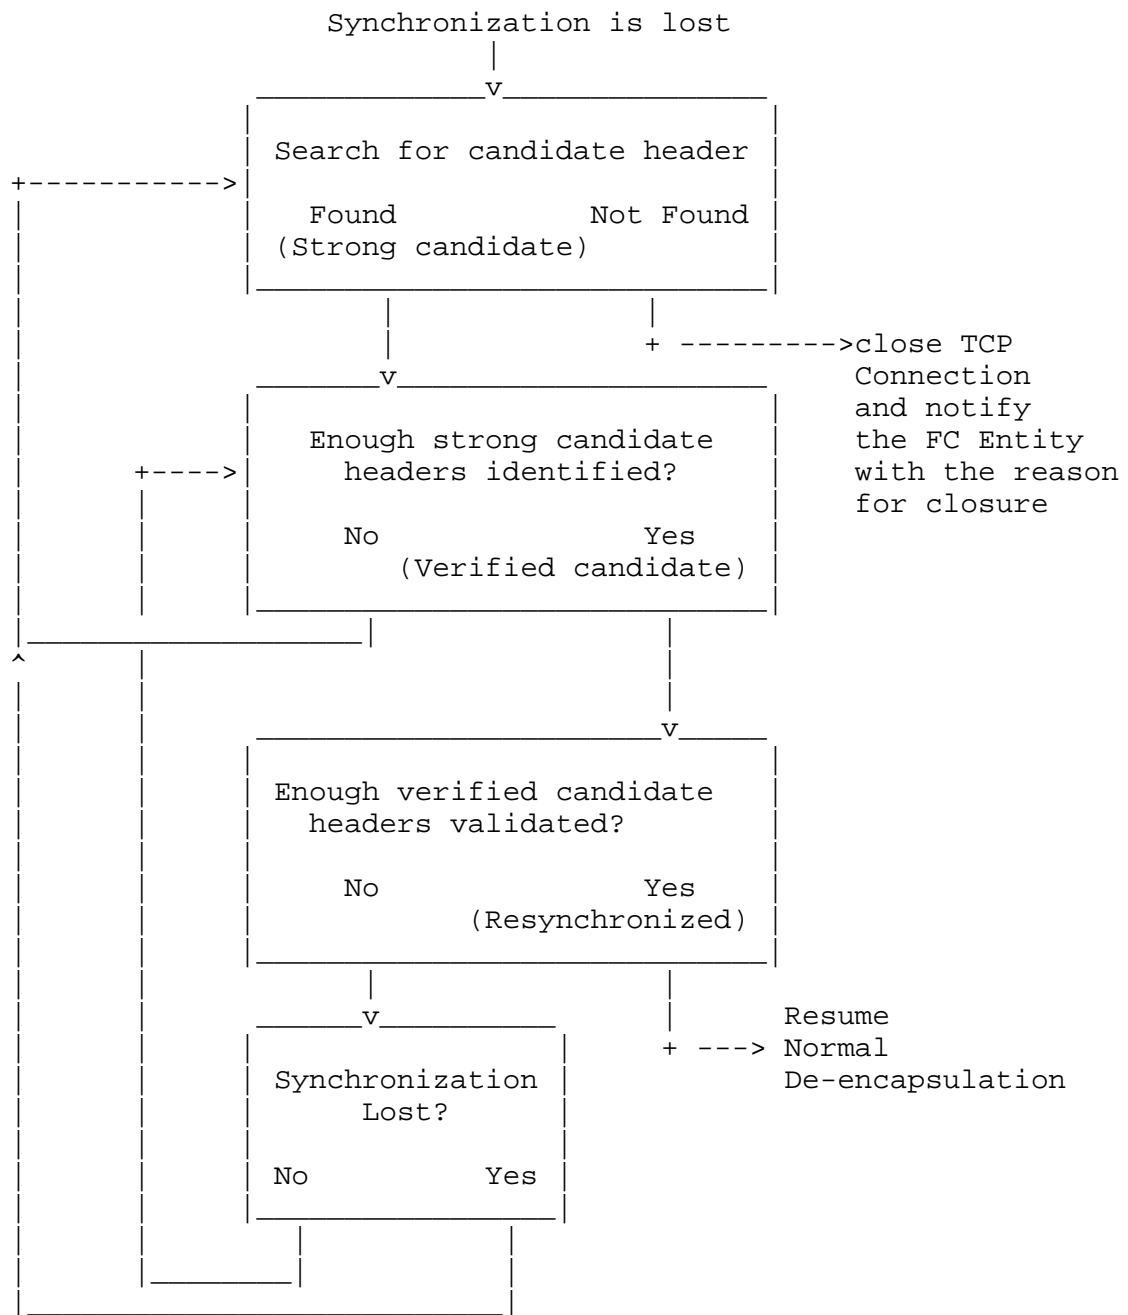 Synchronization is lost
Search for candidate header
Found Not Found
(Strong candidate)
close TCP
Connection
and notify
the FC Entity
with the reason
for closure
Enough strong candidate
headers identified?
No Yes
(Verified candidate)
Enough verified candidate
headers validated?
No Yes
(Resynchronized)
Resume
Normal
De-encapsulation
Synchronization
Lost?
No Yes